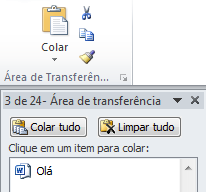 Colar
Área de Transferên...
3 de 24- Área de transferência
Colar tudo
Limpar tudo
Clique em um item para colar:
Olá